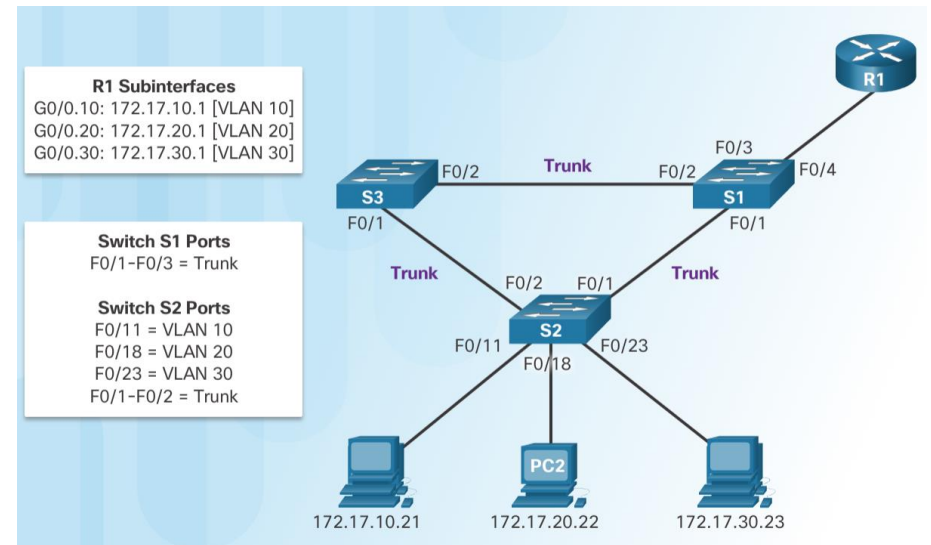 R1 Subinterfaces
G0/0.10: 172.17.10.1 [VLAN 10]
G0/0.20: 172.17.20.1 [VLAN 20]
G0/0.30: 172.17.30.1 [VLAN 30]
R1
F0/3
F0/2
Trunk
F0/2
F0/4
S3
S1
F0/1
F0/1
Switch S1 Ports
F0/1-F0/3 = Trunk
Trunk
Trunk
Switch S2 Ports
F0/11 = VLAN 10
F0/18 = VLAN 20
F0/23 = VLAN 30
F0/1-F0/2 = Trunk
F0/2
F0/1
S2
F0/11
F0/18
F0/23
PC2
172.17.10.21
172.17.20.22
172.17.30.23